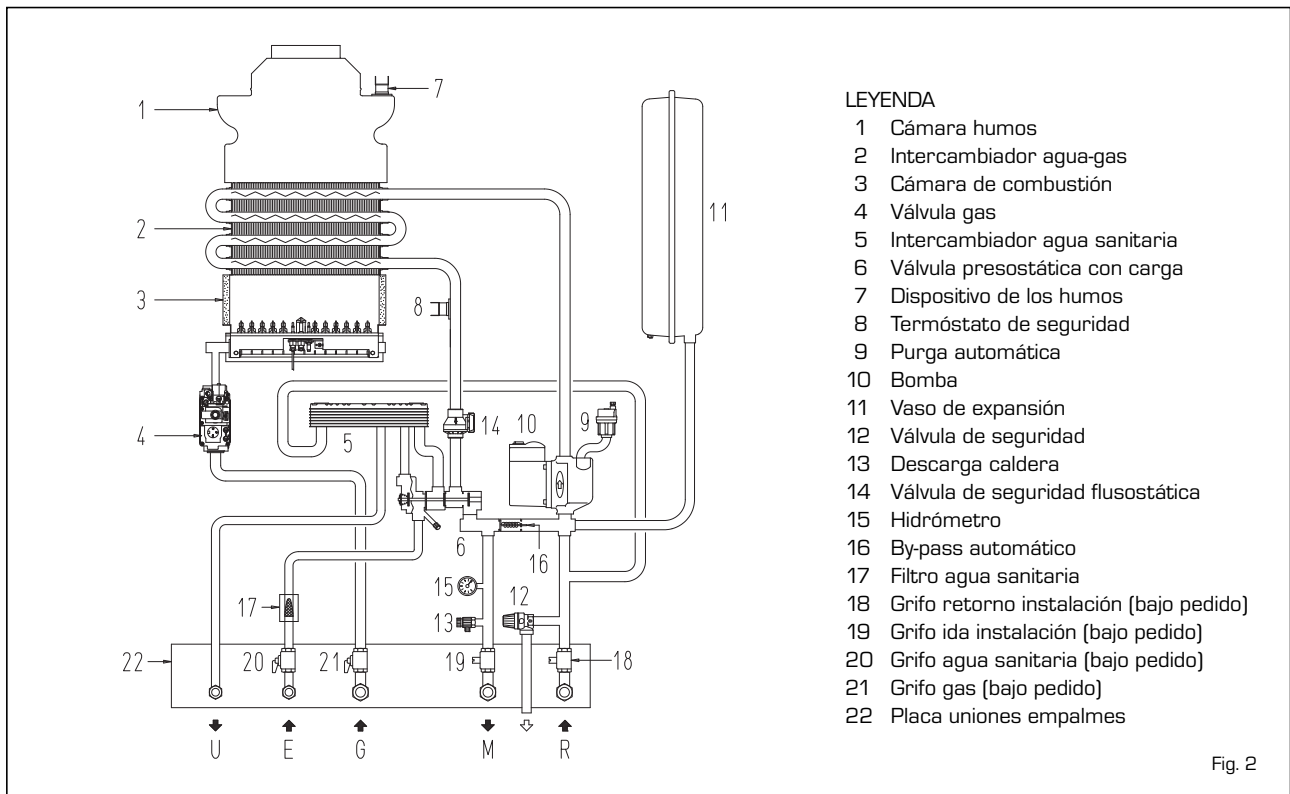 7
1
2
3
8
11
4
5
14
10
9
6
16
15
17
12
13
22
20
21
19
18
U E G M R
LEYENDA
1 Cámara humos
2 Intercambiador agua-gas
3 Cámara de combustión
4 Válvula gas
5 Intercambiador agua sanitaria
6 Válvula presostática con carga
7 Dispositivo de los humos
8 Termóstato de seguridad
9 Purga automática
10 Bomba
11 Vaso de expansión
12 Válvula de seguridad
13 Descarga caldera
14 Válvula de seguridad flusostática
15 Hidrómetro
16 By-pass automático
17 Filtro agua sanitaria
18 Grifo retorno instalación (bajo pedido)
19 Grifo ida instalación (bajo pedido)
20 Grifo agua sanitaria (bajo pedido)
21 Grifo gas (bajo pedido)
22 Placa uniones empalmes
Fig. 2